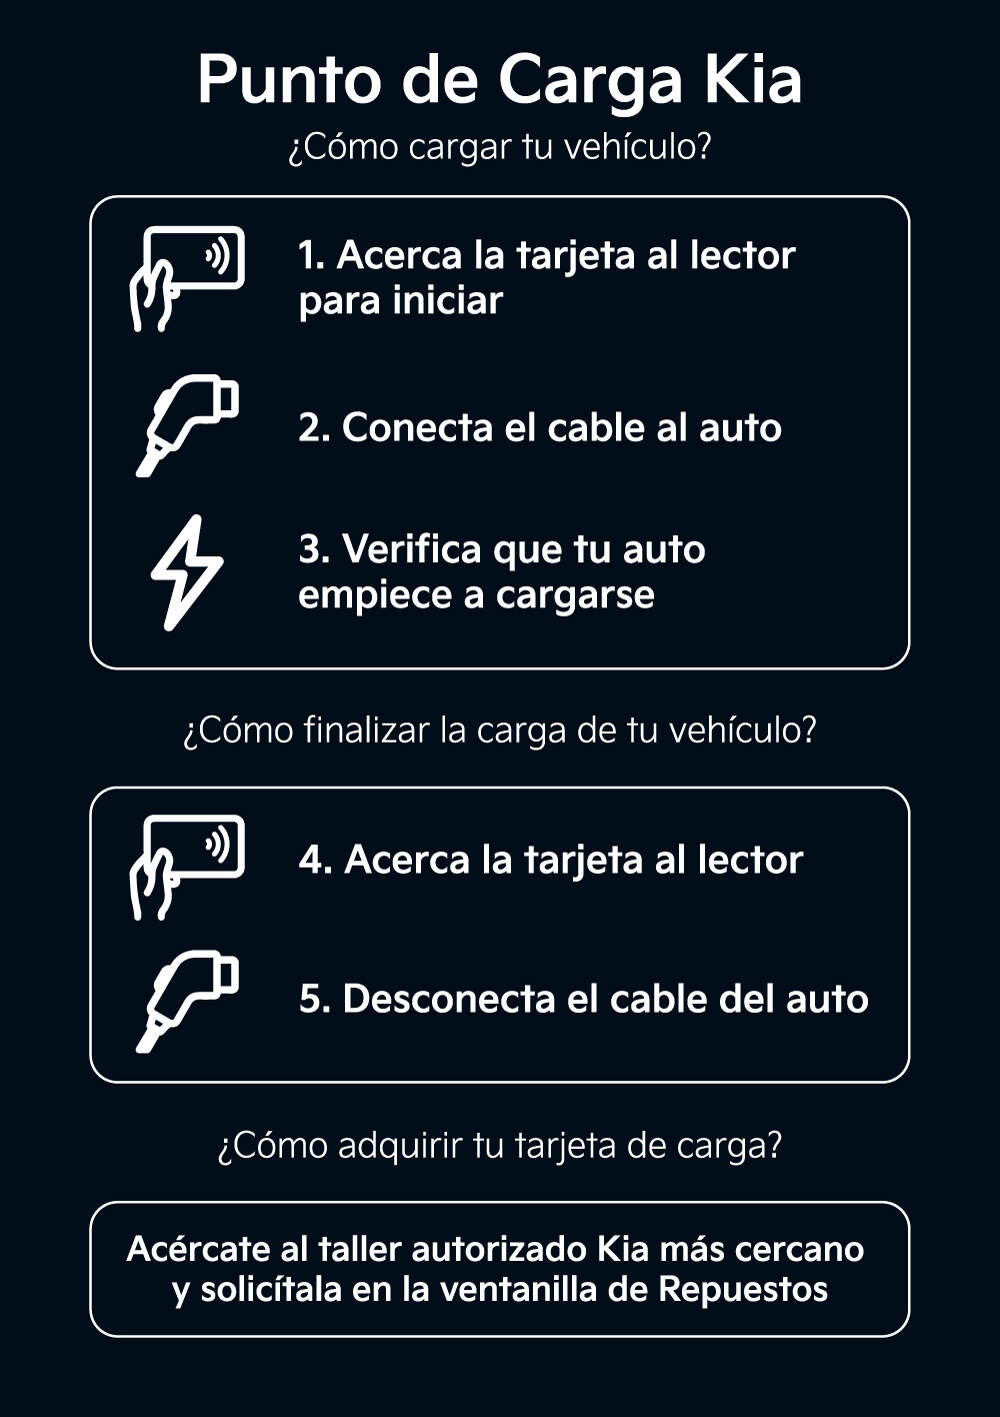 Punto de Carga Kia
¿Cómo cargar tu vehículo?
1. Acerca la tarjeta al lector
para iniciar
2. Conecta el cable al auto
3. Verifica que tu auto
empiece a cargarse
¿Cómo finalizar la carga de tu vehículo?
4. Acerca la tarjeta al lector
5. Desconecta el cable del auto
¿Cómo adquirir tu tarjeta de carga?
Acércate al taller autorizado Kia más cercano
y solicítala en la ventanilla de Repuestos